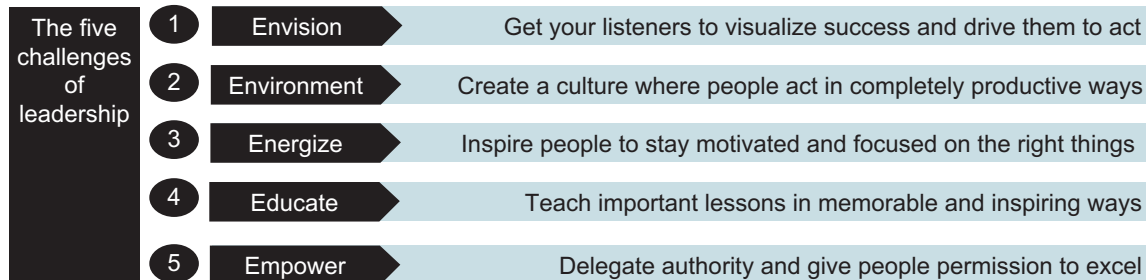 The five
challenges
of
leadership
1 Envision Get your listeners to visualize success and drive them to act
2 Environment Create a culture where people act in completely productive ways
3 Energize Inspire people to stay motivated and focused on the right things
4 Educate Teach important lessons in memorable and inspiring ways
5 Empower Delegate authority and give people permission to excel